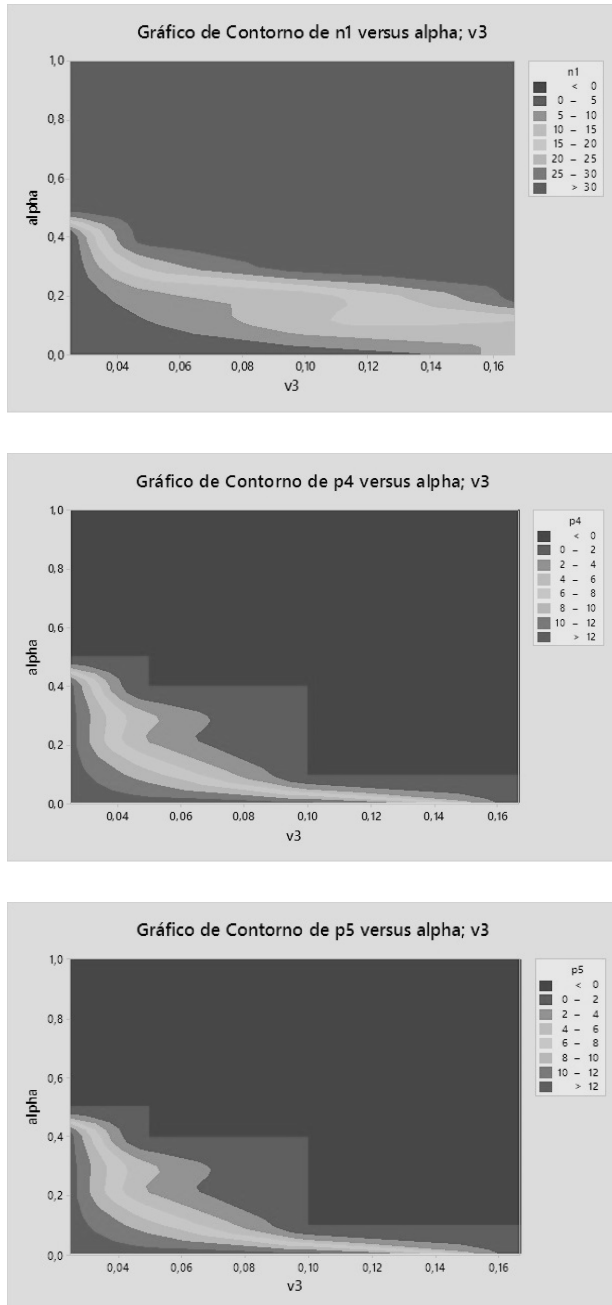 Gráfico de Contorno de n1 versus alpha; v3
n1
< 0
0 – 5
5 – 10
10 – 15
15 – 20
20 – 25
25 – 30
> 30
1,0
0,8
0,6
0,4
0,2
0,0
alpha
0,04 0,06 0,08 0,10 0,12 0,14 0,16
v3
Gráfico de Contorno de p4 versus alpha; v3
p4
< 0
0 – 2
2 – 4
4 – 6
6 – 8
8 – 10
10 – 12
> 12
1,0
0,8
0,6
0,4
0,2
0,0
alpha
0,04 0,06 0,08 0,10 0,12 0,14 0,16
v3
Gráfico de Contorno de p5 versus alpha; v3
p5
< 0
0 – 2
2 – 4
4 – 6
6 – 8
8 – 10
10 – 12
> 12
1,0
0,8
0,6
0,4
0,2
0,0
alpha
0,04 0,06 0,08 0,10 0,12 0,14 0,16
v3